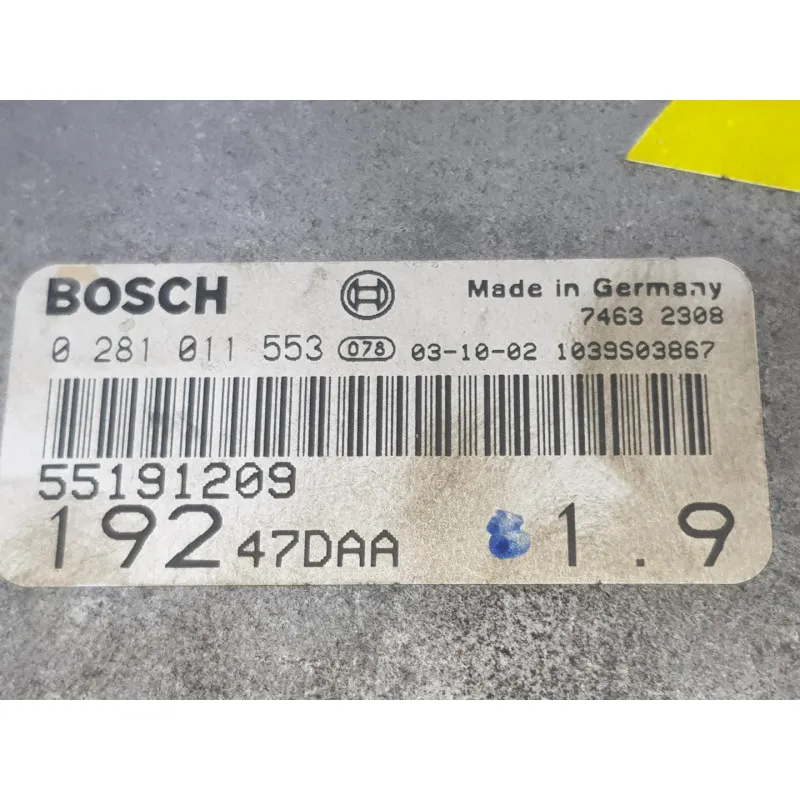 BOSCH Made in Germany
7463 2308
0 281 011 553 078 03-10-02 1039S03867
55191209
192 47DAA 1.9